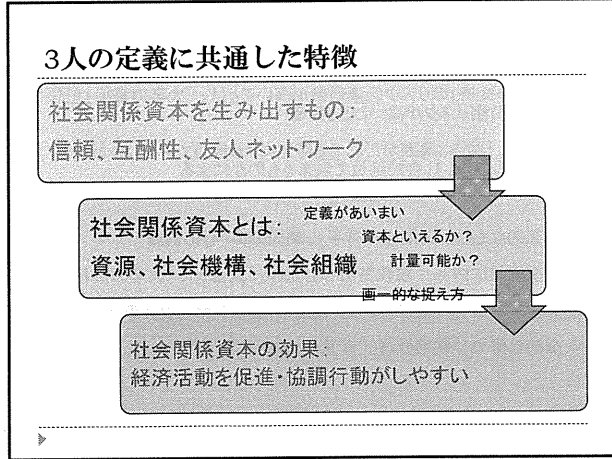 3人の定義に共通した特徴
社会関係資本を生み出すもの:
信頼、互酬性、友人ネットワーク
定義があいまい
社会関係資本とは:
資本といえるか?
資源、社会機構、社会組織
計量可能か?
画一的な捉え方
社会関係資本の効果:
経済活動を促進・協調行動がしやすい